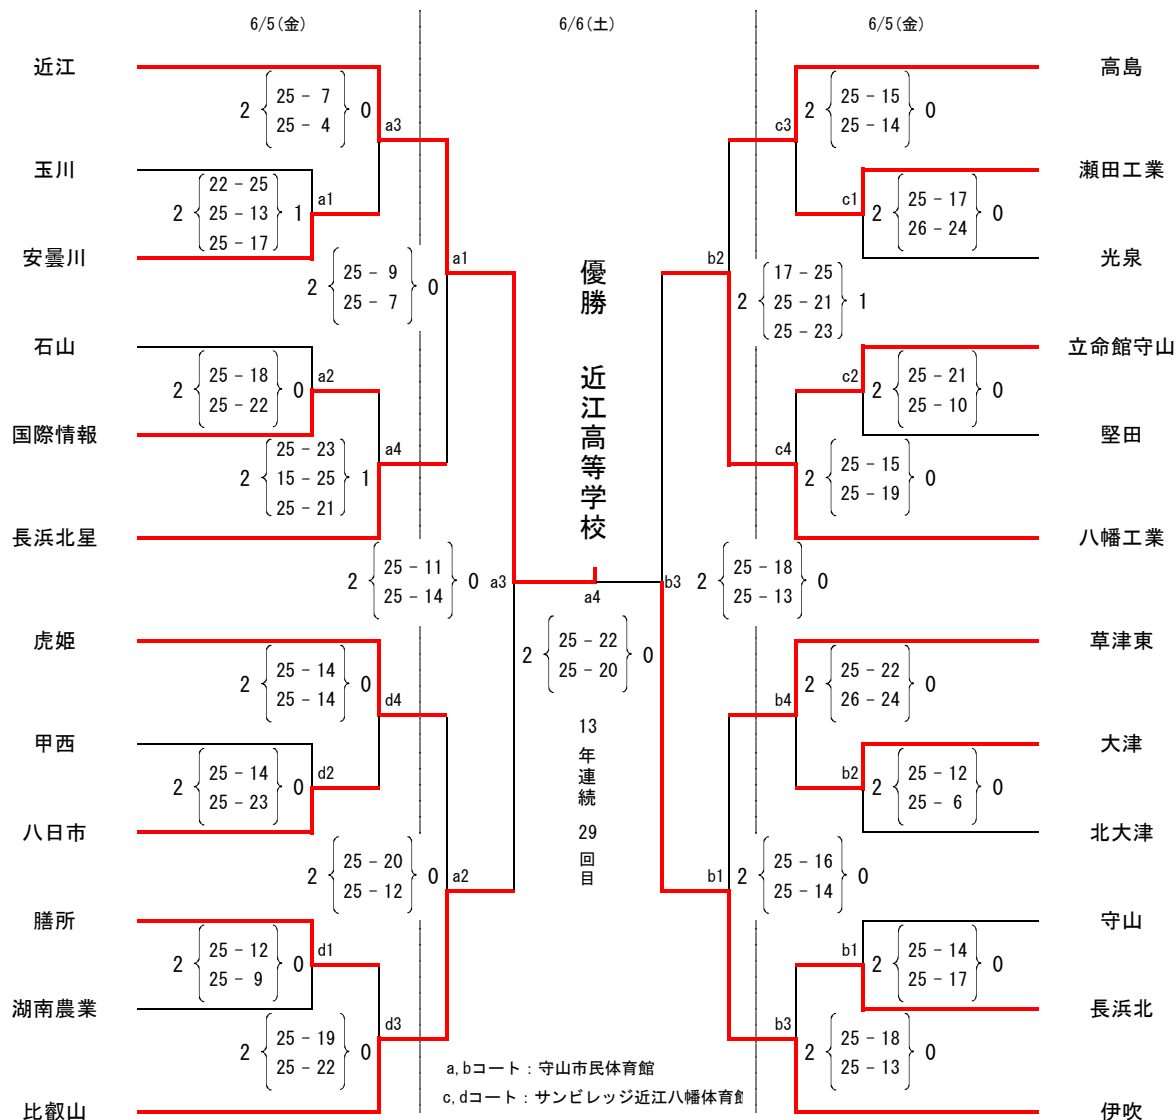 6/5(金)
6/6(土)
6/5(金)
近江
2 25 - 7 0
25 - 4
a3
玉川
2 22 - 25 1
25 - 13
25 - 17
a1
安曇川
2 25 - 9 0
25 - 7
a1
石山
2 25 - 18 0
25 - 22
a2
国際情報
2 25 - 23 1
15 - 25
25 - 21
a4
長浜北星
2 25 - 11 0
25 - 14
a3
虎姫
2 25 - 14 0
25 - 14
d4
甲西
2 25 - 14 0
25 - 23
d2
八日市
2 25 - 20 0
25 - 12
a2
膳所
2 25 - 12 0
25 - 9
d1
湖南農業
2 25 - 19 0
25 - 22
d3
比叡山
優勝 近江高等学校
a4
2 25 - 22 0
25 - 20
13年連続 29回目
高島
c3
2 25 - 15 0
25 - 14
瀬田工業
c1
2 25 - 17 0
26 - 24
光泉
b2
2 17 - 25 1
25 - 21
25 - 23
立命館守山
c2
2 25 - 21 0
25 - 10
堅田
c4
2 25 - 15 0
25 - 19
八幡工業
b3
2 25 - 18 0
25 - 13
草津東
b4
2 25 - 22 0
26 - 24
大津
b2
2 25 - 12 0
25 - 6
北大津
b1
2 25 - 16 0
25 - 14
守山
b1
2 25 - 14 0
25 - 17
長浜北
b3
2 25 - 18 0
25 - 13
伊吹
a,bコート：守山市民体育館
c,dコート：サンビレッジ近江八幡体育館